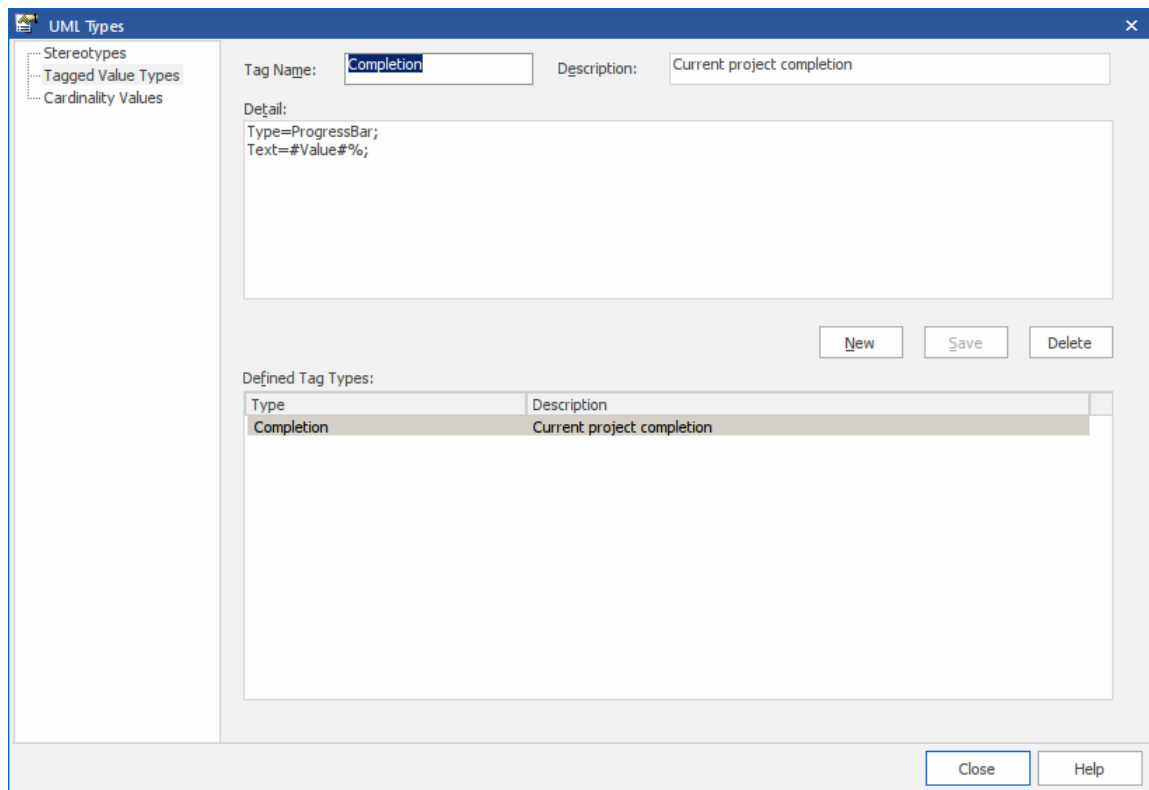 UML Types
Stereotypes
Tagged Value Types
Cardinality Values
Tag Name: Completion Description: Current project completion
Detail:
Type=ProgressBar;
Text=#Value#%;
New Save Delete
Defined Tag Types:
Type Description
Completion Current project completion
Close Help